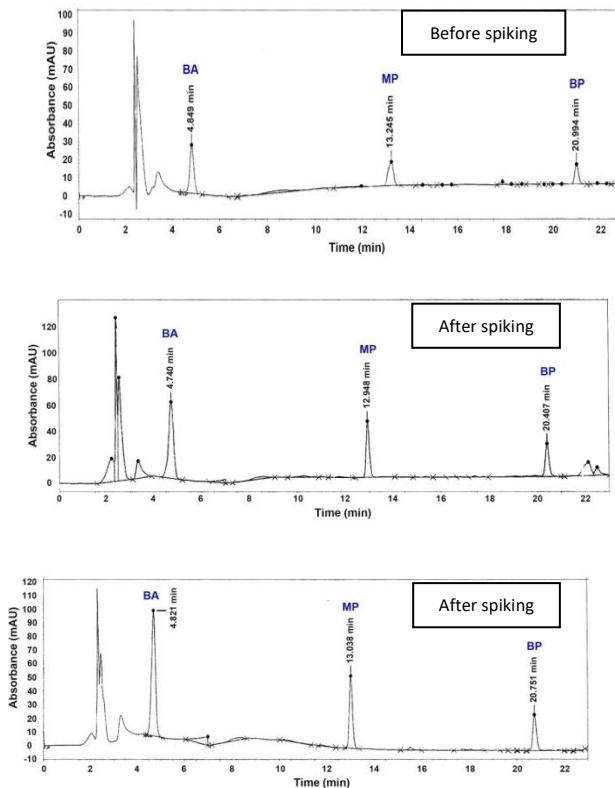 Before spiking
Absorbance (mAU)
100
90
80
70
60
50
40
30
20
10
0
-10
BA
4.849 min
MP
13.245 min
BP
20.994 min
0 2 4 6 8 10 12 14 16 18 20 22
Time (min)
After spiking
Absorbance (mAU)
120
100
80
60
40
20
0
BA
4.740 min
MP
12.948 min
BP
20.407 min
0 2 4 6 8 10 12 14 16 18 20 22
Time (min)
After spiking
Absorbance (mAU)
120
110
100
90
80
70
60
50
40
30
20
10
0
-10
BA
4.821 min
MP
13.038 min
BP
20.751 min
0 2 4 6 8 10 12 14 16 18 20 22
Time (min)